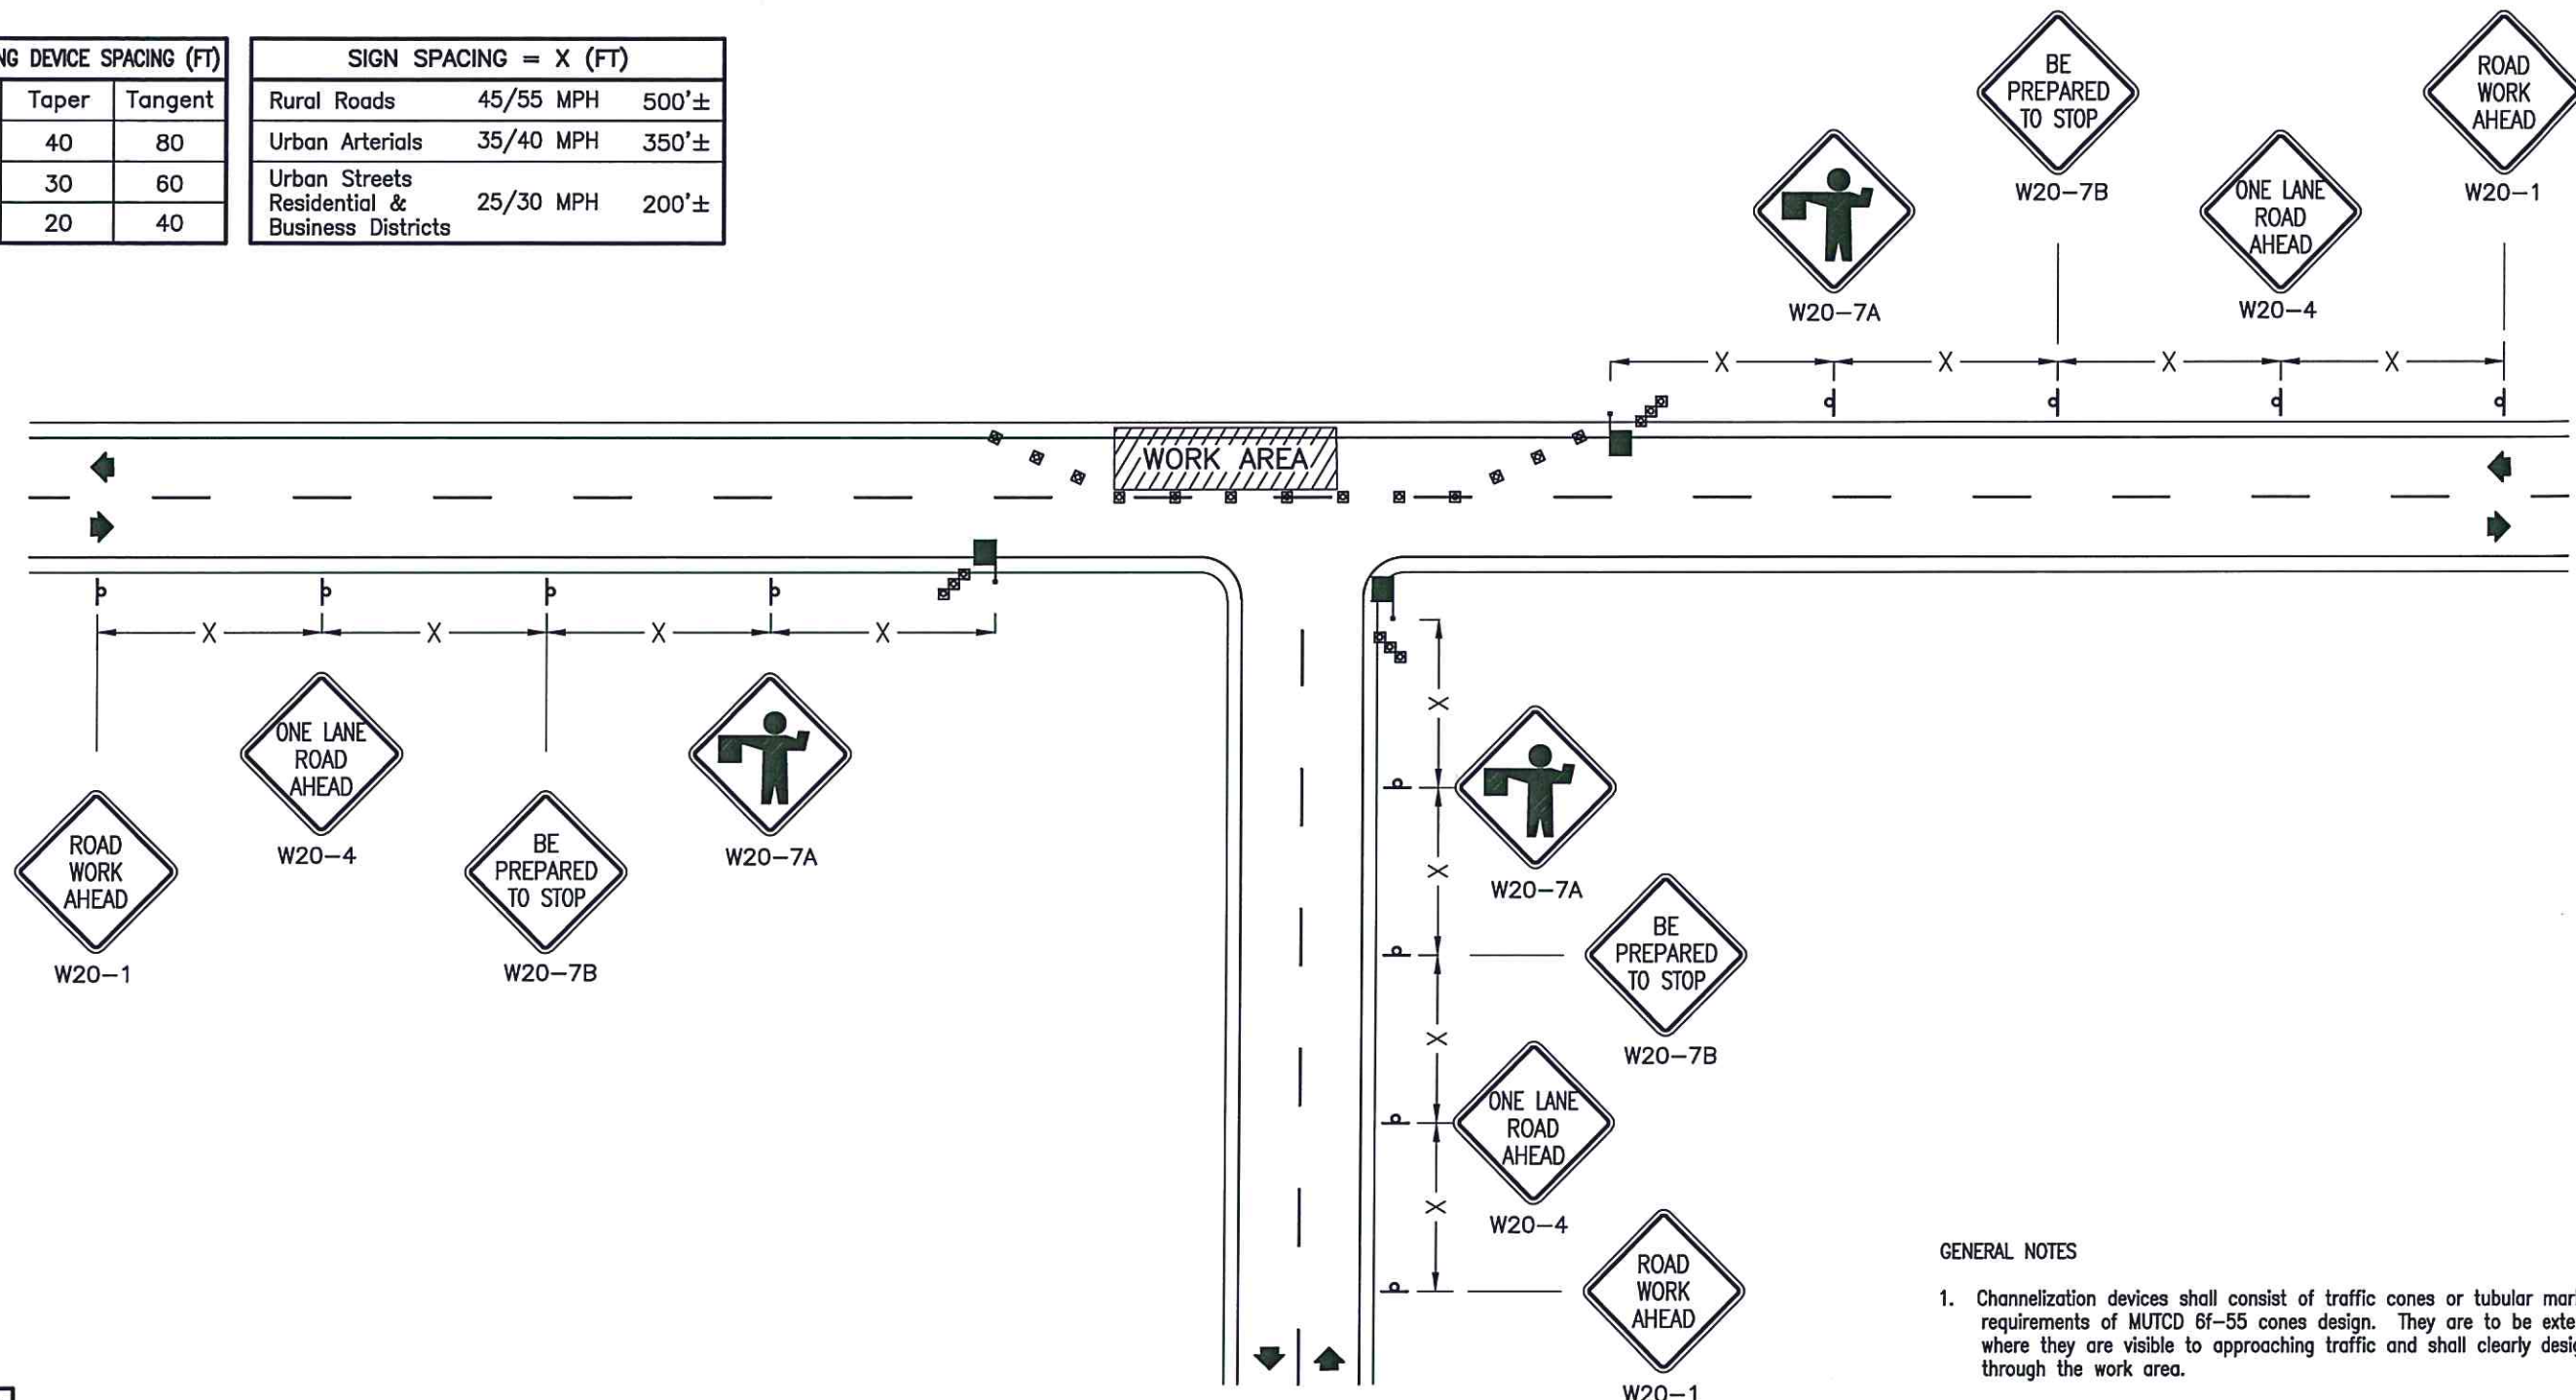 NG DEVICE SPACING (FT)
Taper Tangent
40 80
30 60
20 40
SIGN SPACING = X (FT)
Rural Roads 45/55 MPH 500'±
Urban Arterials 35/40 MPH 350'±
Urban Streets
Residential & 25/30 MPH 200'±
Business Districts
BE
PREPARED
TO STOP
W20-7B
ROAD
WORK
AHEAD
W20-1
W20-7A
ONE LANE
ROAD
AHEAD
W20-4
X X X X
WORK AREA
X X X X
ONE LANE
ROAD
AHEAD
W20-4
W20-7A
ROAD
WORK
AHEAD
W20-1
BE
PREPARED
TO STOP
W20-7B
X
W20-7A
X
BE
PREPARED
TO STOP
W20-7B
X
ONE LANE
ROAD
AHEAD
W20-4
X
ROAD
WORK
AHEAD
W20-1
GENERAL NOTES
1. Channelization devices shall consist of traffic cones or tubular mar
requirements of MUTCD 6f-55 cones design. They are to be exte
where they are visible to approaching traffic and shall clearly desig
through the work area.